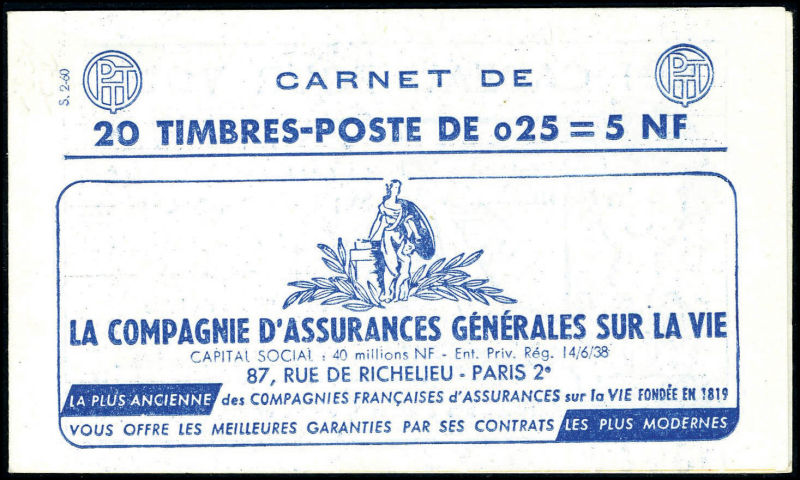 S. 2-60
PTT
CARNET DE
PTT
20 TIMBRES-POSTE DE 025 = 5 NF
LA COMPAGNIE D'ASSURANCES GÉNÉRALES SUR LA VIE
CAPITAL SOCIAL : 40 millions NF - Ent. Priv. Rég. 14/6/38
87, RUE DE RICHELIEU - PARIS 2e
LA PLUS ANCIENNE des COMPAGNIES FRANÇAISES d'ASSURANCES sur la VIE FONDÉE EN 1819
VOUS OFFRE LES MEILLEURES GARANTIES PAR SES CONTRATS LES PLUS MODERNES